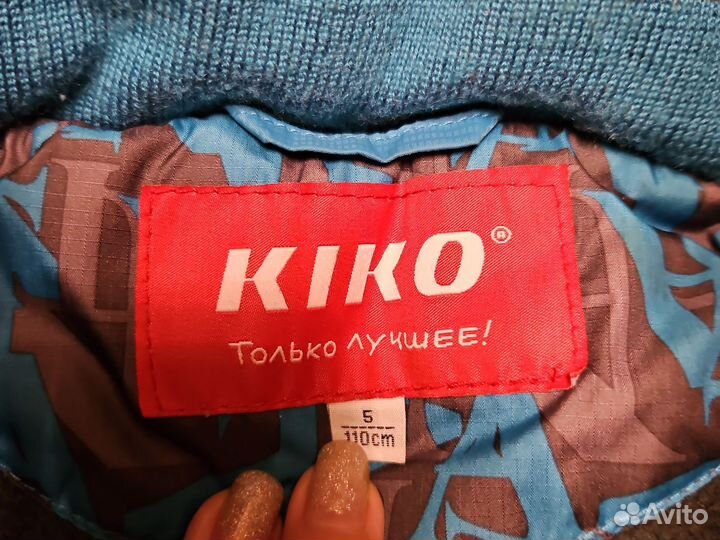 KIKO®
Только лучшее!
5
110cm
Avito